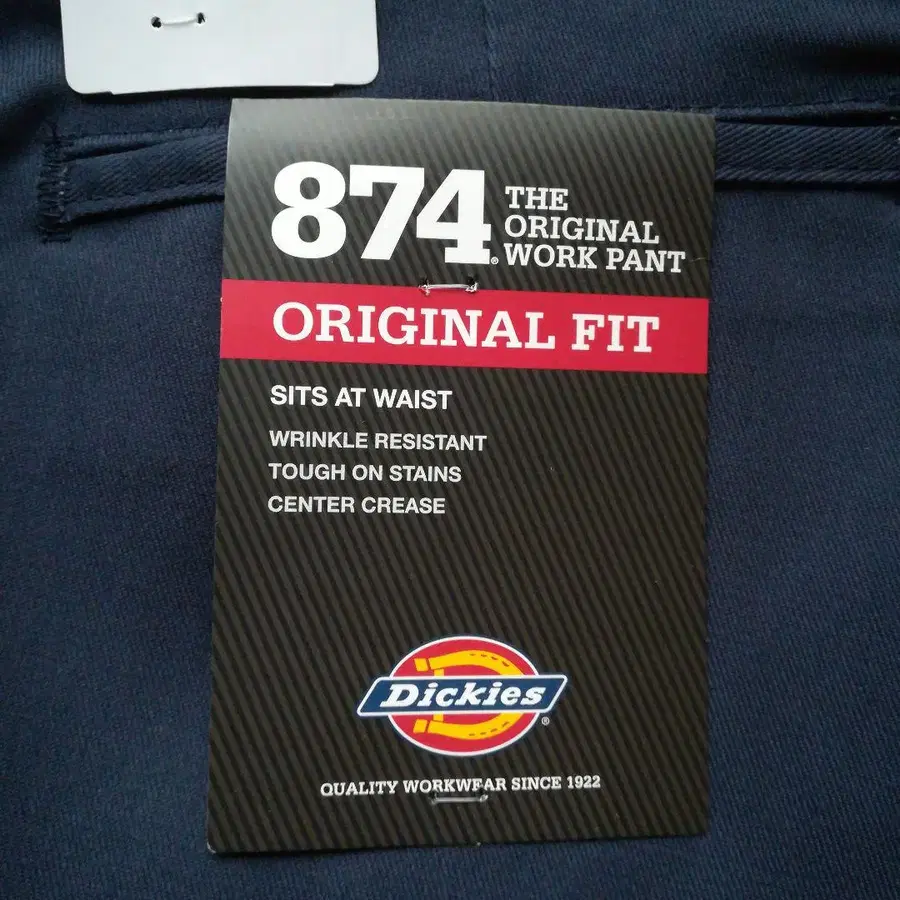 874®
THE
ORIGINAL
WORK PANT
ORIGINAL FIT
SITS AT WAIST
WRINKLE RESISTANT
TOUGH ON STAINS
CENTER CREASE
Dickies®
QUALITY WORKWEAR SINCE 1922